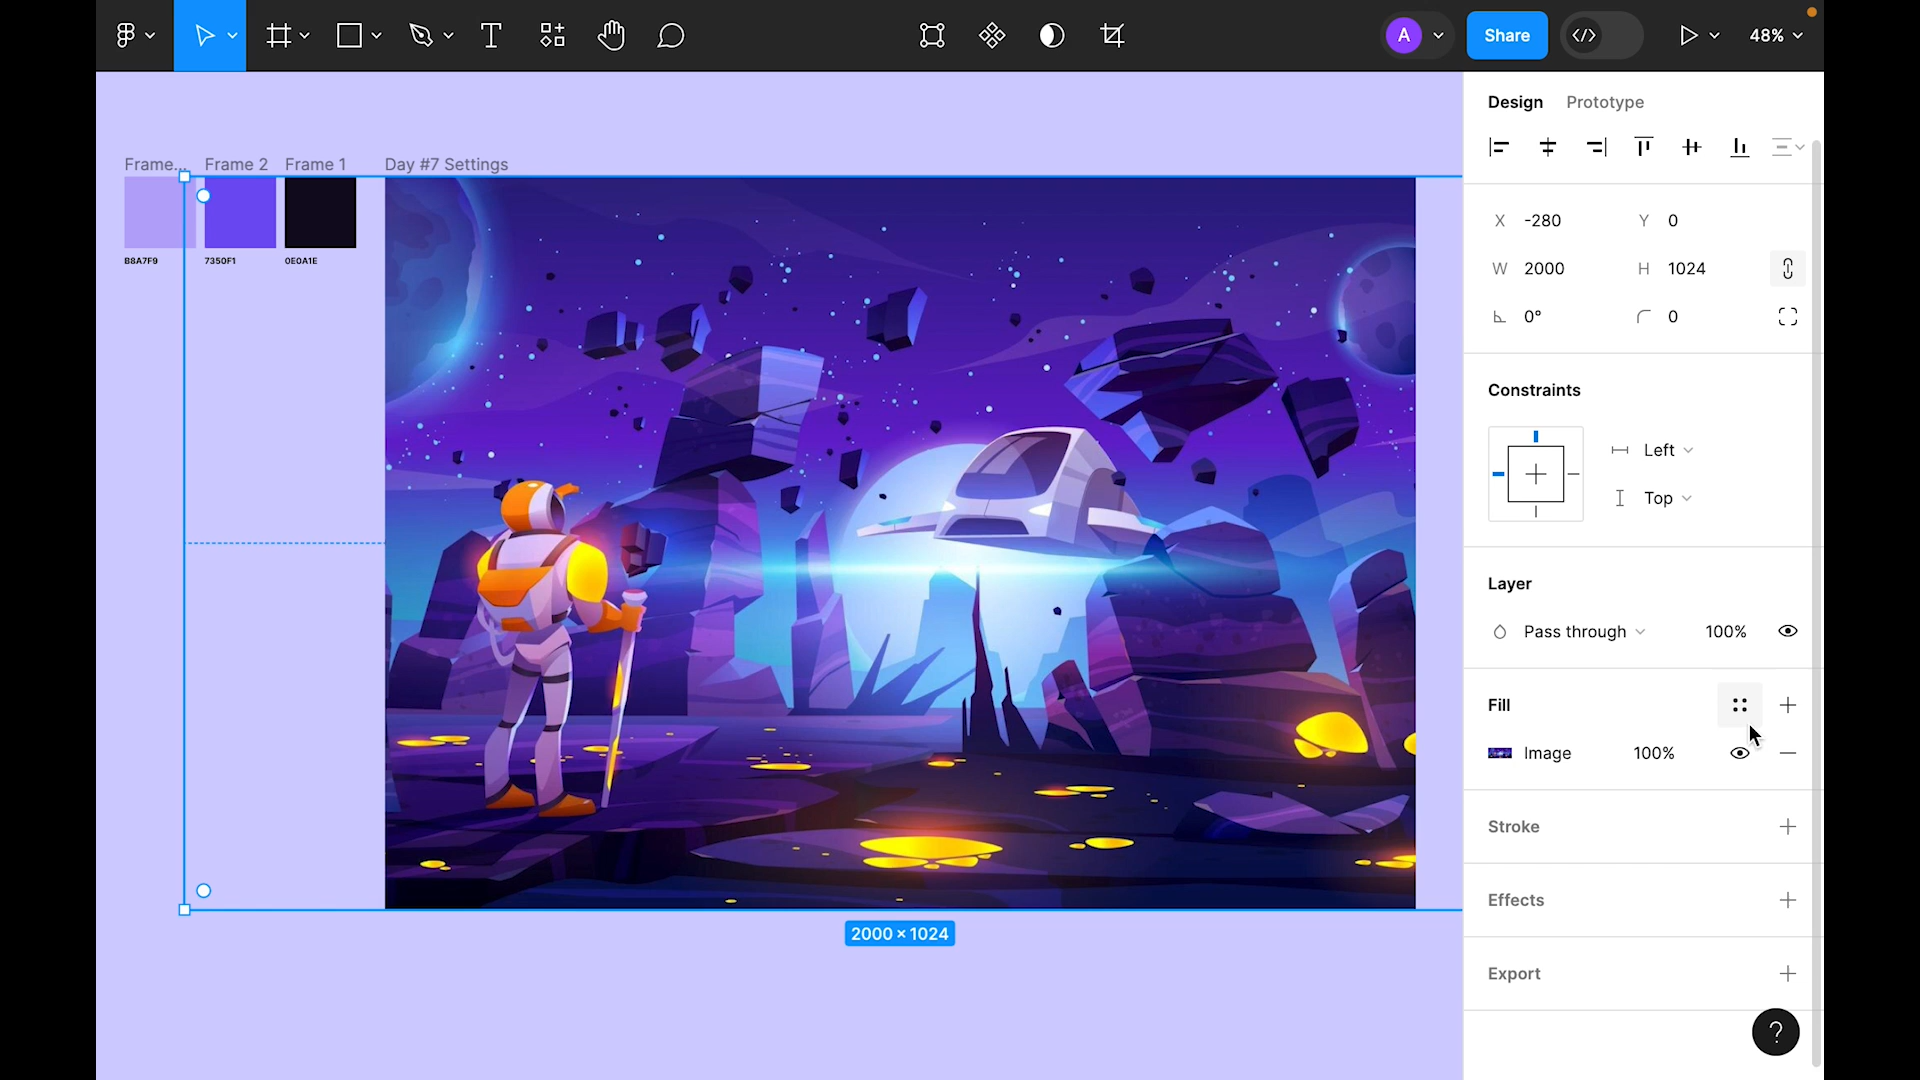 A
Share
48%
Design
Prototype
Frame...
Frame 2
Frame 1
Day #7 Settings
B8A7F9
7350F1
0E0A1E
X -280
Y 0
W 2000
H 1024
0°
0
Constraints
Left
Top
Layer
Pass through
100%
Fill
Image
100%
Stroke
Effects
Export
2000 × 1024
?